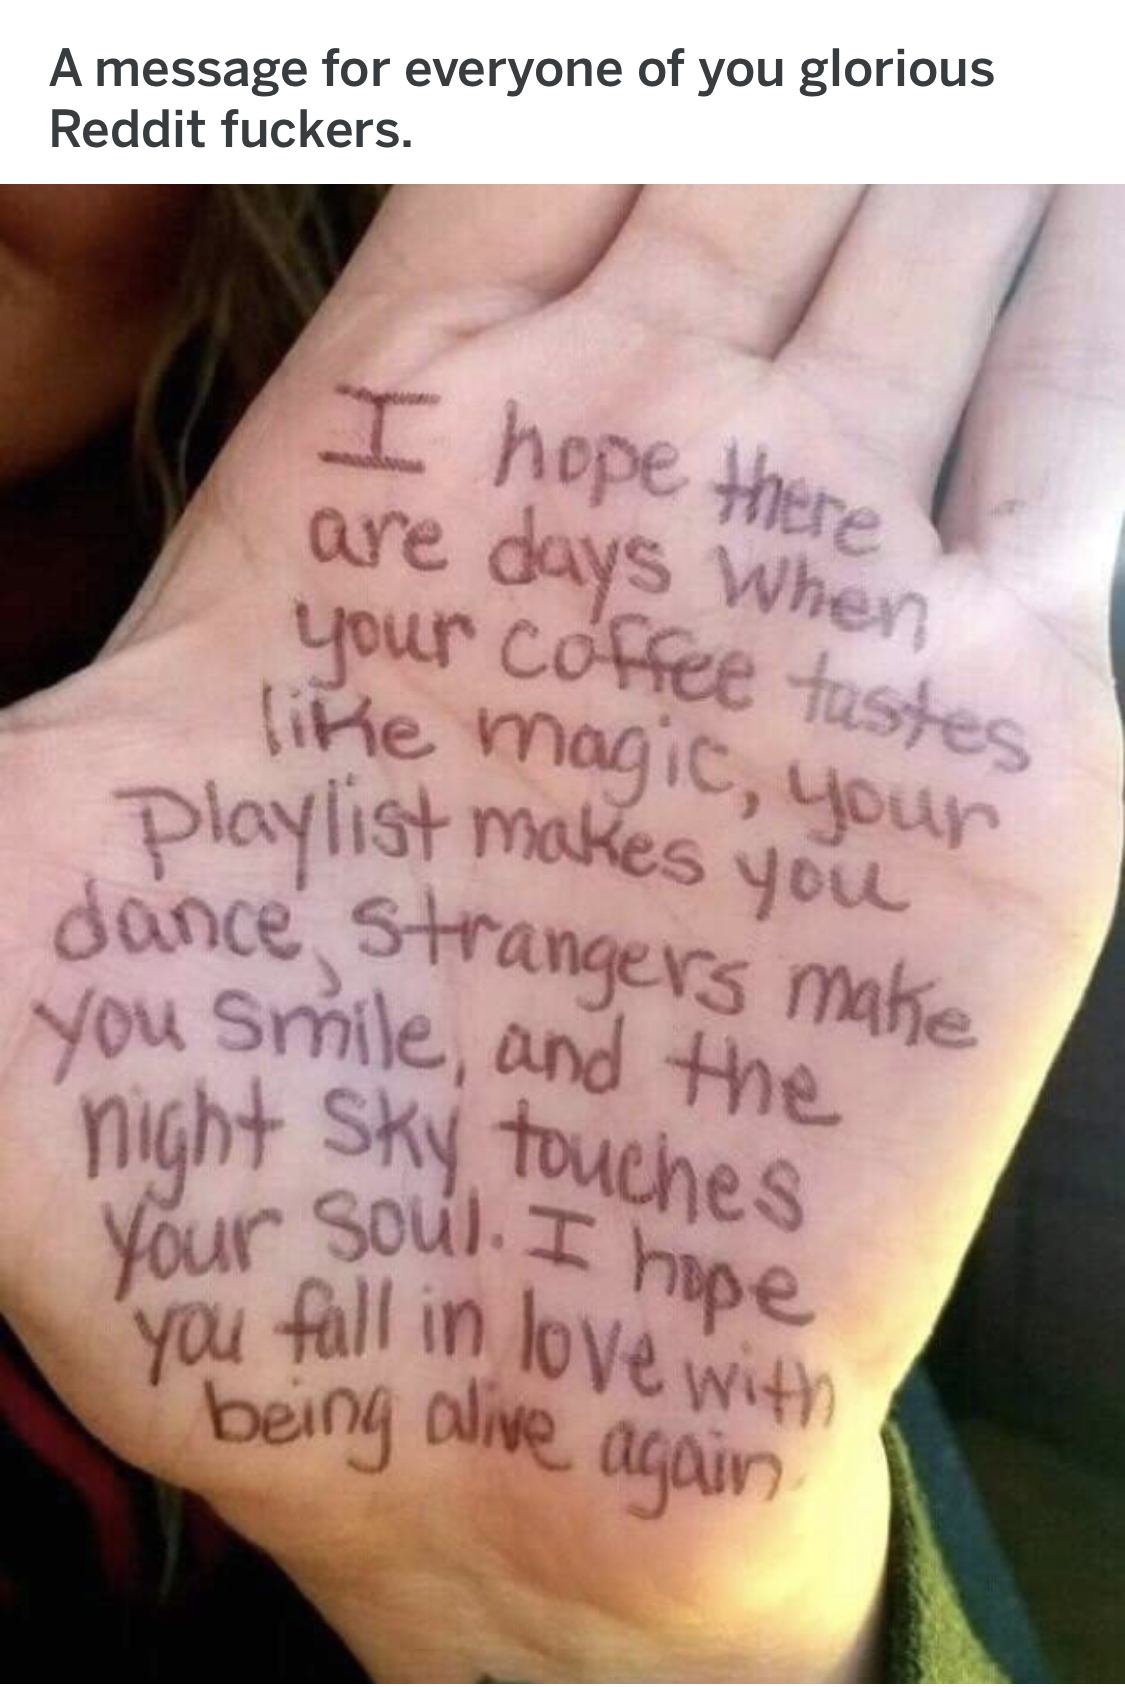 A message for everyone of you glorious
Reddit fuckers.
I hope there
are days when
your coffee tastes
like magic, your
Playlist makes you
dance, strangers make
you smile, and the
night sky touches
your soul. I hope
you fall in love with
being alive again.